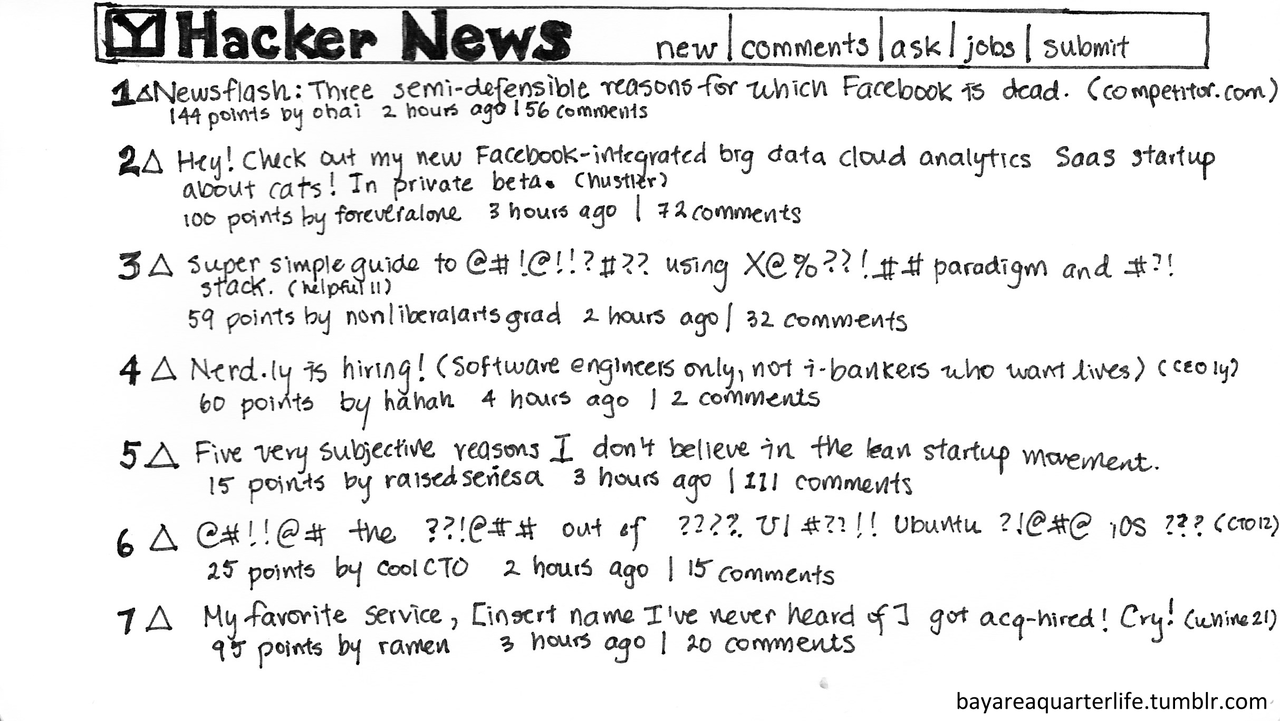 Y Hacker News new | comments | ask | jobs | submit
1 △ Newsflash: Three semi-defensible reasons for which Facebook is dead. (competitor.com)
144 points by ohai 2 hours ago | 56 comments
2 △ Hey! Check out my new Facebook-integrated big data cloud analytics SaaS startup
about cats! In private beta. (hustler)
100 points by foreveralone 3 hours ago | 72 comments
3 △ Super simple guide to @#!@!!?#?? using X@%??!## paradigm and #?!
stack. (helpful11)
59 points by nonliberalartsgrad 2 hours ago | 32 comments
4 △ Nerd.ly is hiring! (Software engineers only, not i-bankers who want lives) (CEOly)
60 points by hahah 4 hours ago | 2 comments
5 △ Five very subjective reasons I don't believe in the lean startup movement.
15 points by raisedseriesa 3 hours ago | 111 comments
6 △ @#!!@# the ??!@## out of ???? UI #??!! Ubuntu ?!@#@ iOS ??? (CTO12)
25 points by coolCTO 2 hours ago | 15 comments
7 △ My favorite service, [insert name I've never heard of] got acq-hired! Cry! (whine21)
95 points by ramen 3 hours ago | 20 comments
bayareaquarterlife.tumblr.com